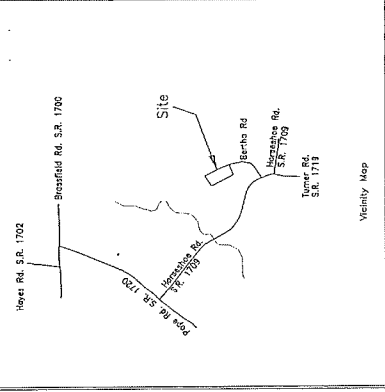 Hayes Rd. S.R. 1702
Brassfield Rd. S.R. 1700
Pope Rd. S.R. 1720
Horseshoe Rd.
S.R. 1709
Site
Bertha Rd
Horseshoe Rd.
S.R. 1709
Turner Rd.
S.R. 1719
Vicinity Map